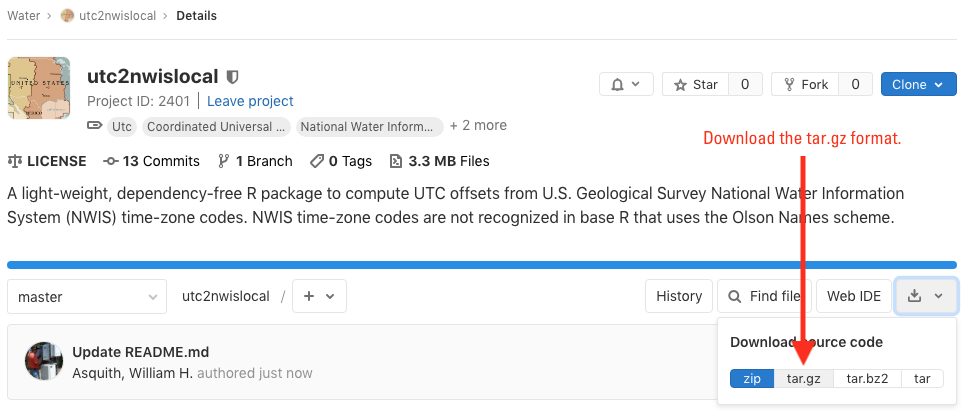 Water > utc2nwislocal > Details
UNITED STATES
MEXICO
utc2nwislocal
Project ID: 2401 | Leave project
Star 0 Fork 0 Clone
Utc Coordinated Universal ... National Water Inform... + 2 more
Download the tar.gz format.
LICENSE 13 Commits 1 Branch 0 Tags 3.3 MB Files
A light-weight, dependency-free R package to compute UTC offsets from U.S. Geological Survey National Water Information
System (NWIS) time-zone codes. NWIS time-zone codes are not recognized in base R that uses the Olson Names scheme.
master utc2nwislocal / + History Find file Web IDE
Download source code
Update README.md
Asquith, William H. authored just now
zip tar.gz tar.bz2 tar